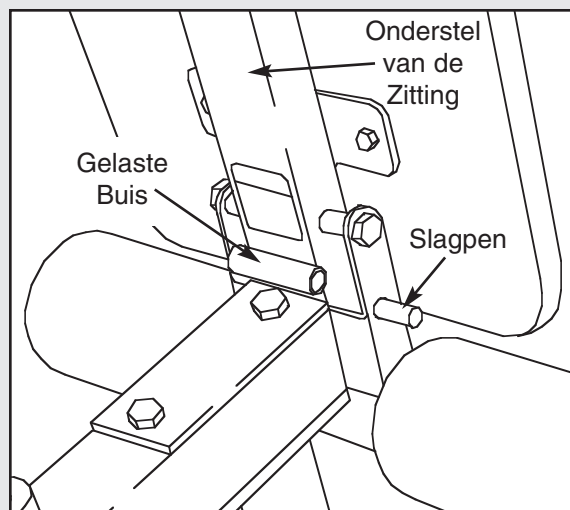 Onderstel
van de
Zitting
Gelaste
Buis
Slagpen